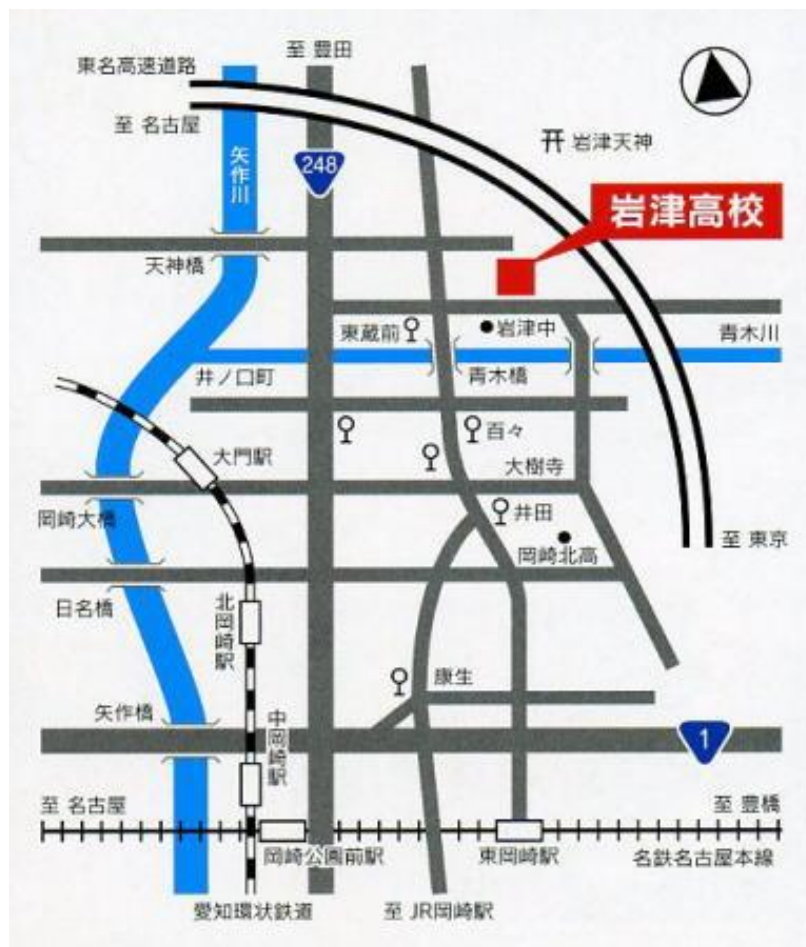 至 豊田
東名高速道路
至 名古屋
矢作川
248
岩津天神
岩津高校
天神橋
東蔵前
岩津中
青木川
井ノ口町
青木橋
大門駅
百々
大樹寺
岡崎大橋
井田
岡崎北高
至 東京
日名橋
北岡崎駅
康生
矢作橋
中岡崎駅
1
至 名古屋
至 豊橋
岡崎公園前駅
東岡崎駅
名鉄名古屋本線
愛知環状鉄道
至 JR岡崎駅